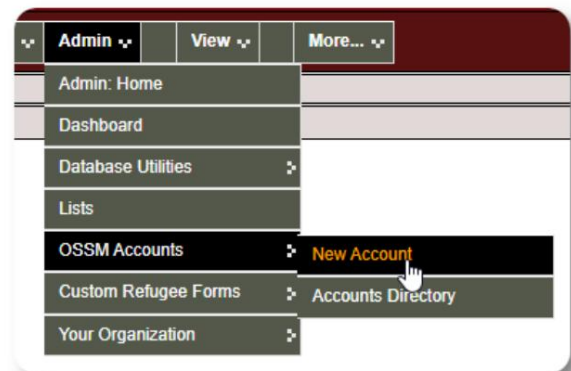 Admin View More...
Admin: Home
Dashboard
Database Utilities
Lists
OSSM Accounts New Account
Custom Refugee Forms Accounts Directory
Your Organization